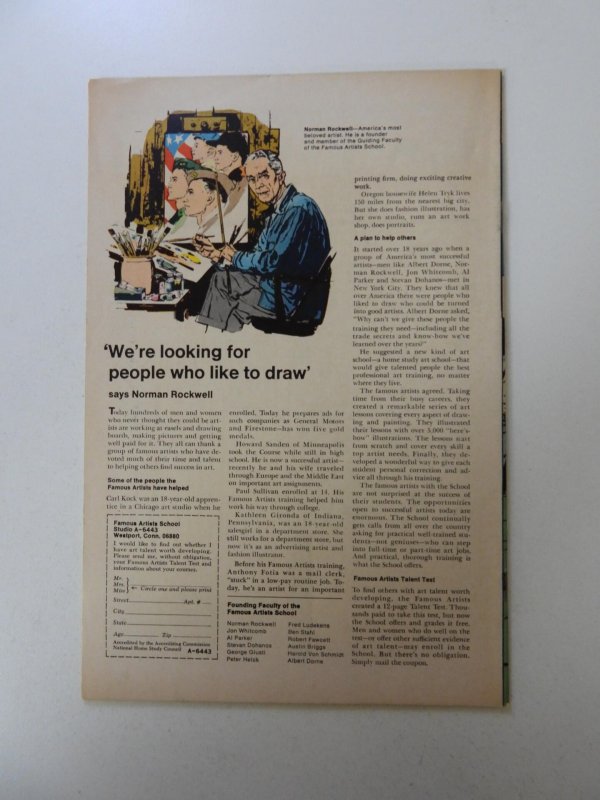 Norman Rockwell—America's most
beloved artist. He is a founder
and member of the Guiding Faculty
of the Famous Artists School.
'We're looking for
people who like to draw'
says Norman Rockwell
Today hundreds of men and women
who never thought they could be art-
ists are working at easels and drawing
boards, making pictures and getting
well paid for it. They all can thank a
group of famous artists who have de-
voted much of their time and talent
to helping others find success in art.
Some of the people the
Famous Artists have helped
Carl Kock was an 18-year-old appren-
tice in a Chicago art studio when he
Famous Artists School
Studio A-6443
Westport, Conn. 06880
I would like to find out whether I
have art talent worth developing.
Please send me, without obligation,
your Famous Artists Talent Test and
information about your courses.
Mr.
Mrs.
Miss
← Circle one and please print
Street Apt. #
City
State
Age Zip
Accredited by the Accrediting Commission
National Home Study Council A-6443
enrolled. Today he prepares ads for
such companies as General Motors
and Firestone—has won five gold
medals.
Howard Sanden of Minneapolis
took the Course while still in high
school. He is now a successful artist—
recently he and his wife traveled
through Europe and the Middle East
on important art assignments.
Paul Sullivan enrolled at 14. His
Famous Artists training helped him
work his way through college.
Kathleen Gironda of Indiana,
Pennsylvania, was an 18-year-old
salesgirl in a department store. She
still works for a department store, but
now it's as an advertising artist and
fashion illustrator.
Before his Famous Artists training,
Anthony Fotia was a mail clerk,
"stuck" in a low-pay routine job. To-
day, he's an artist for an important
Founding Faculty of the
Famous Artists School
Norman Rockwell
Jon Whitcomb
Al Parker
Stevan Dohanos
George Giusti
Peter Helck
Fred Ludekens
Ben Stahl
Robert Fawcett
Austin Briggs
Harold Von Schmidt
Albert Dorne
printing firm, doing exciting creative
work.
Oregon housewife Helen Tryk lives
150 miles from the nearest big city.
But she does fashion illustration, has
her own studio, runs an art work
shop, does portraits.
A plan to help others
It started over 18 years ago when a
group of America's most successful
artists—men like Albert Dorne, Nor-
man Rockwell, Jon Whitcomb, Al
Parker and Stevan Dohanos—met in
New York City. They knew that all
over America there were people who
liked to draw who could be turned
into good artists. Albert Dorne asked,
"Why can't we give these people the
training they need—including all the
trade secrets and know-how we've
learned over the years?"
He suggested a new kind of art
school—a home study art school—that
would give talented people the best
professional art training, no matter
where they live.
The famous artists agreed. Taking
time from their busy careers, they
created a remarkable series of art
lessons covering every aspect of draw-
ing and painting. They illustrated
their lessons with over 5,000 "here's-
how" illustrations. The lessons start
from scratch and cover every skill a
top artist needs. Finally, they de-
veloped a wonderful way to give each
student personal correction and ad-
vice all through his training.
The famous artists with the School
are not surprised at the success of
their students. The opportunities
open to successful artists today are
enormous. The School continually
gets calls from all over the country
asking for practical well-trained stu-
dents—not geniuses—who can step
into full-time or part-time art jobs.
And practical, thorough training is
what the School offers.
Famous Artists Talent Test
To find others with art talent worth
developing, the Famous Artists
created a 12-page Talent Test. Thou-
sands paid to take this test, but now
the School offers and grades it free.
Men and women who do well on the
test—or offer other sufficient evidence
of art talent—may enroll in the
School. But there's no obligation.
Simply mail the coupon.